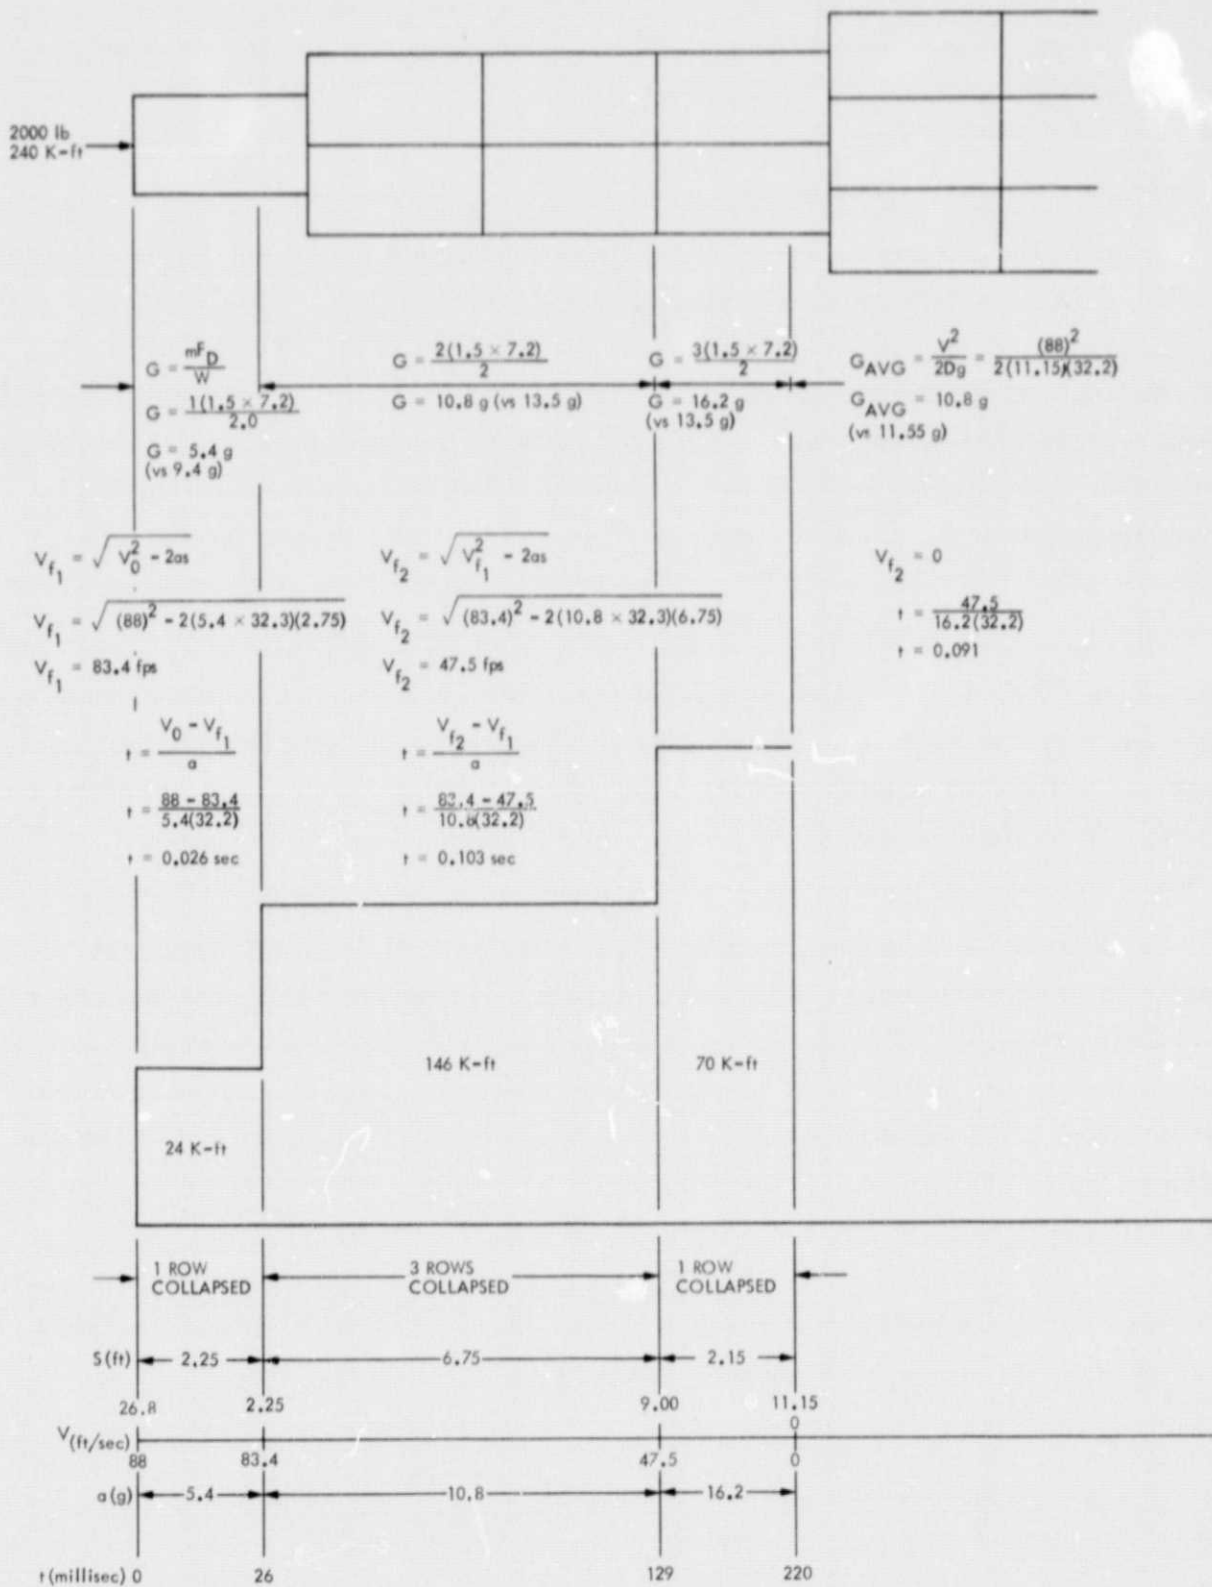 2000 lb
240 K-ft
G = mF_D / W
G = 1(1.5 × 7.2) / 2.0
G = 5.4 g
(vs 9.4 g)
G = 2(1.5 × 7.2) / 2
G = 10.8 g (vs 13.5 g)
G = 3(1.5 × 7.2) / 2
G = 16.2 g
(vs 13.5 g)
G_AVG = V² / 2Dg = (88)² / 2(11.15)(32.2)
G_AVG = 10.8 g
(vs 11.55 g)
V_f₁ = √(V₀² - 2as)
V_f₁ = √((88)² - 2(5.4 × 32.3)(2.75))
V_f₁ = 83.4 fps
t = (V₀ - V_f₁) / a
t = (88 - 83.4) / 5.4(32.2)
t = 0.026 sec
V_f₂ = √(V_f₁² - 2as)
V_f₂ = √((83.4)² - 2(10.8 × 32.3)(6.75))
V_f₂ = 47.5 fps
t = (V_f₂ - V_f₁) / a
t = (83.4 - 47.5) / 10.8(32.2)
t = 0.103 sec
V_f₂ = 0
t = 47.5 / 16.2(32.2)
t = 0.091
146 K-ft
70 K-ft
24 K-ft
1 ROW COLLAPSED
3 ROWS COLLAPSED
1 ROW COLLAPSED
S(ft) 2.25 6.75 2.15
26.8 2.25 9.00 11.15
0
V(ft/sec)
88 83.4 47.5 0
a(g) 5.4 10.8 16.2
t(millisec) 0 26 129 220